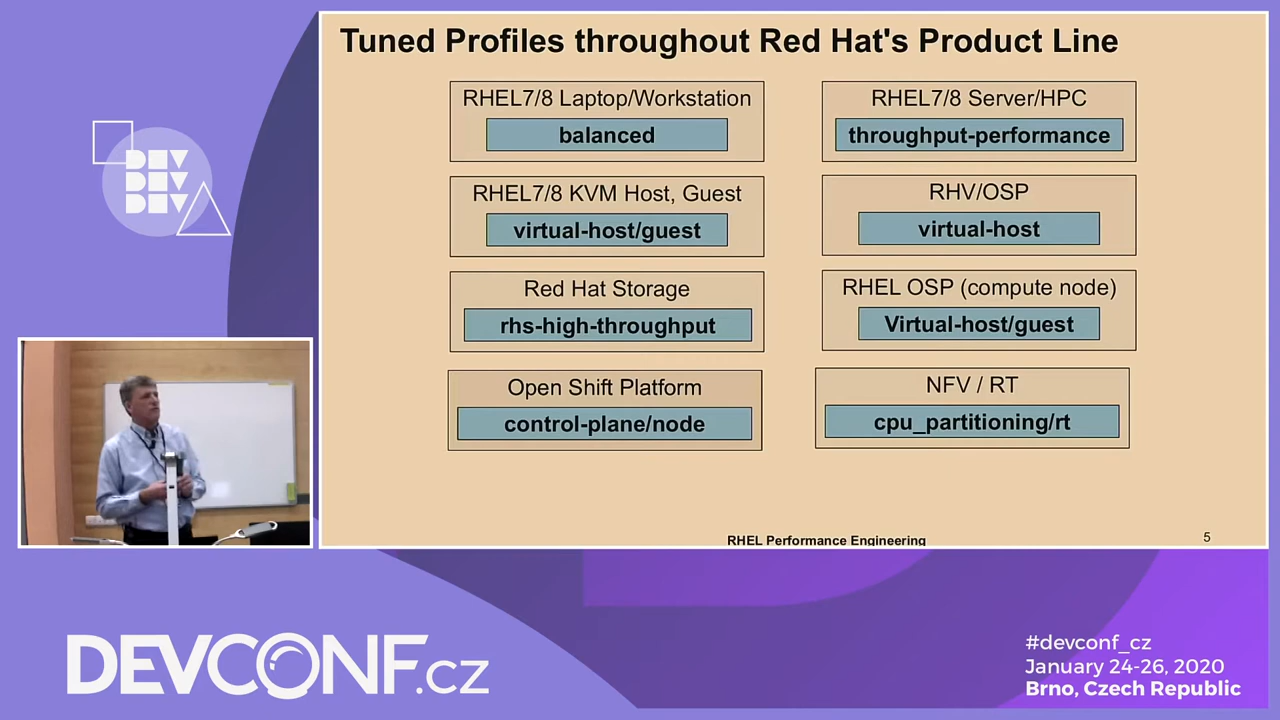 Tuned Profiles throughout Red Hat's Product Line
RHEL7/8 Laptop/Workstation
balanced
RHEL7/8 Server/HPC
throughput-performance
RHEL7/8 KVM Host, Guest
virtual-host/guest
RHV/OSP
virtual-host
Red Hat Storage
rhs-high-throughput
RHEL OSP (compute node)
Virtual-host/guest
Open Shift Platform
control-plane/node
NFV / RT
cpu_partitioning/rt
RHEL Performance Engineering
5
DEV
DEV
DEV
DEVCONF.cz
#devconf_cz
January 24-26, 2020
Brno, Czech Republic